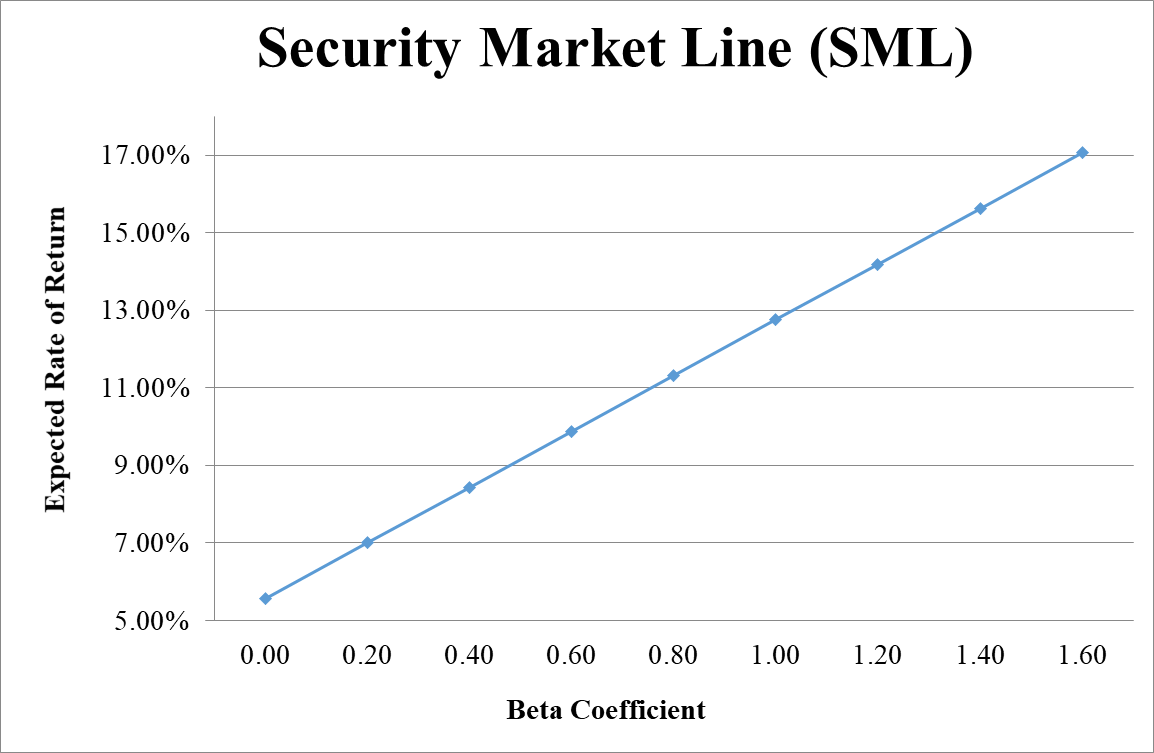 Security Market Line (SML)
Expected Rate of Return
17.00%
15.00%
13.00%
11.00%
9.00%
7.00%
5.00%
0.00 0.20 0.40 0.60 0.80 1.00 1.20 1.40 1.60
Beta Coefficient